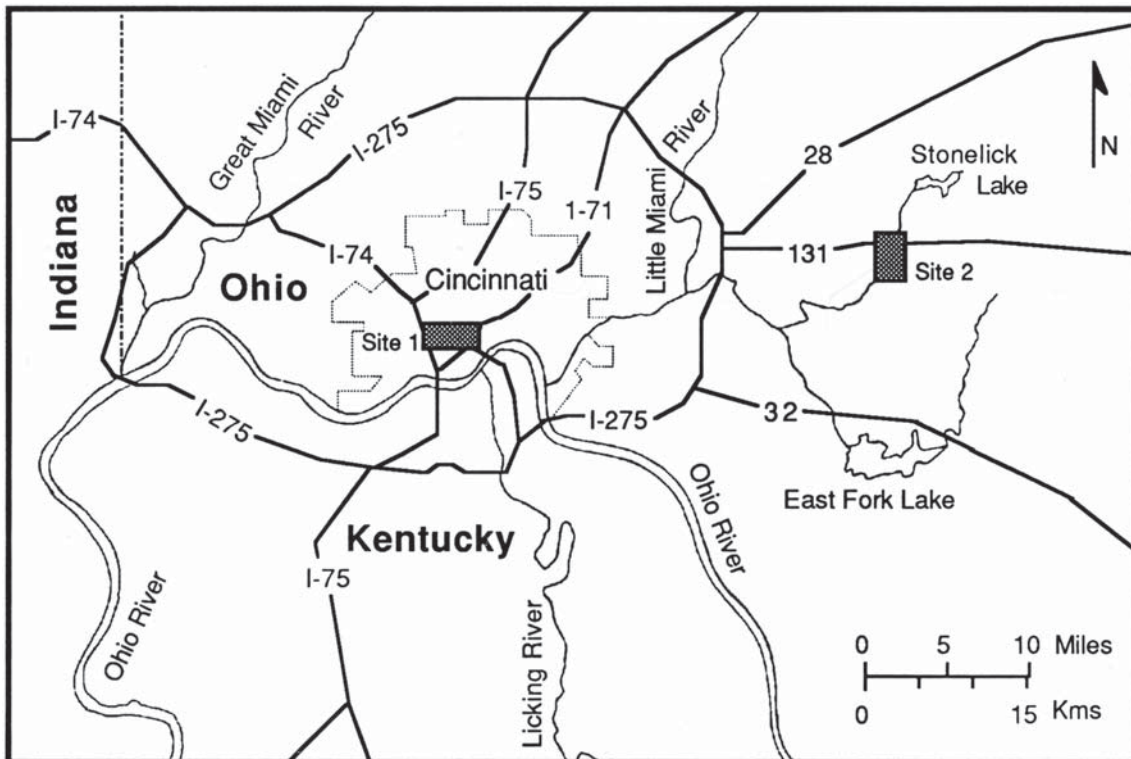 I-74
Great Miami
River
I-275
I-75
1-71
Little Miami
River
28
Stonelick
Lake
N
Indiana
Ohio
I-74
Cincinnati
131
Site 2
Site 1
I-275
I-275
32
East Fork Lake
Kentucky
Ohio River
I-75
Ohio River
Licking River
0 5 10 Miles
0 15 Kms